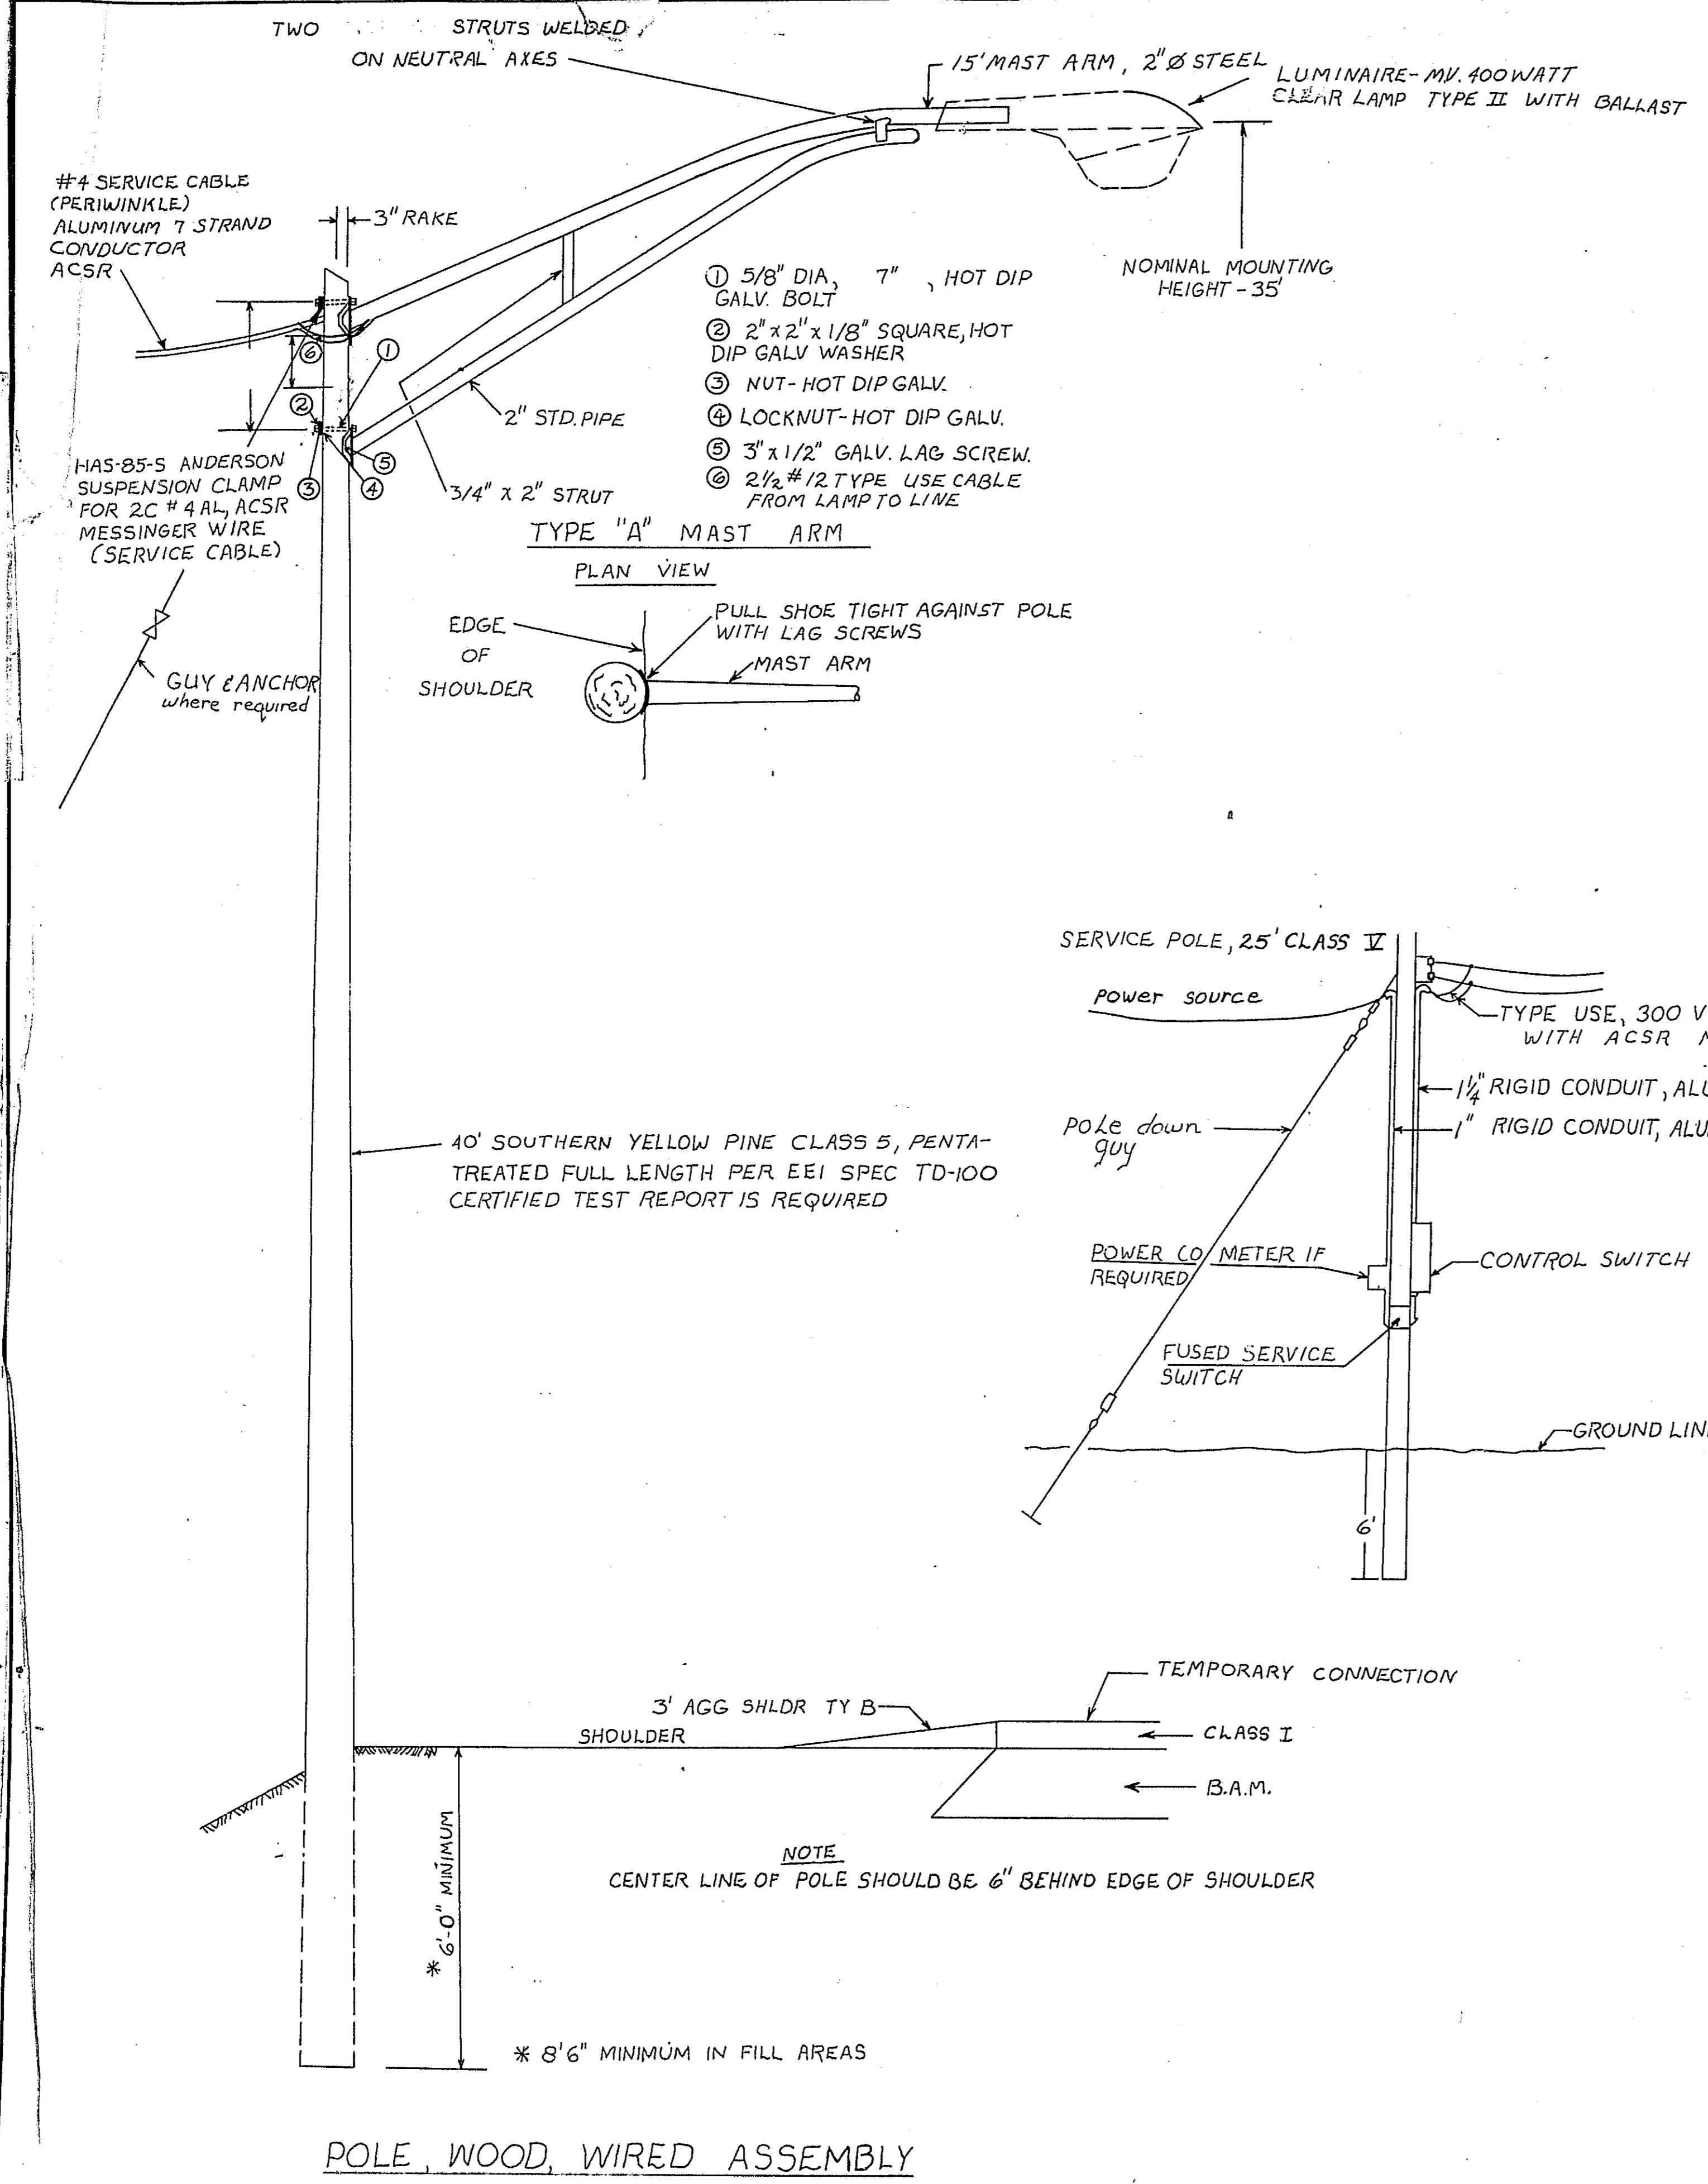 TWO STRUTS WELDED
ON NEUTRAL AXES
15' MAST ARM, 2" Ø STEEL
LUMINAIRE- MV. 400 WATT
CLEAR LAMP TYPE II WITH BALLAST
#4 SERVICE CABLE
(PERIWINKLE)
ALUMINUM 7 STRAND
CONDUCTOR
ACSR
3" RAKE
NOMINAL MOUNTING
HEIGHT - 35'
① 5/8" DIA, 7" , HOT DIP
GALV. BOLT
② 2" x 2" x 1/8" SQUARE, HOT
DIP GALV WASHER
③ NUT- HOT DIP GALV.
④ LOCKNUT- HOT DIP GALV.
⑤ 3" x 1/2" GALV. LAG SCREW.
⑥ 2½ #12 TYPE USE CABLE
FROM LAMP TO LINE
⑥
①
②
③
④
⑤
2" STD. PIPE
3/4" x 2" STRUT
HAS-85-S ANDERSON
SUSPENSION CLAMP
FOR 2C #4 AL, ACSR
MESSINGER WIRE
(SERVICE CABLE)
TYPE "A" MAST ARM
PLAN VIEW
EDGE
OF
SHOULDER
PULL SHOE TIGHT AGAINST POLE
WITH LAG SCREWS
MAST ARM
GUY & ANCHOR
where required
SERVICE POLE, 25' CLASS V
Power source
TYPE USE, 300 V
WITH ACSR
1¼" RIGID CONDUIT, ALU
1" RIGID CONDUIT, ALU
Pole down
guy
40' SOUTHERN YELLOW PINE CLASS 5, PENTA-
TREATED FULL LENGTH PER EEI SPEC TD-100
CERTIFIED TEST REPORT IS REQUIRED
POWER CO METER IF
REQUIRED
CONTROL SWITCH
FUSED SERVICE
SWITCH
GROUND LIN
6'
TEMPORARY CONNECTION
3' AGG SHLDR TY B
SHOULDER
CLASS I
B.A.M.
* 6'-0" MINIMUM
NOTE
CENTER LINE OF POLE SHOULD BE 6" BEHIND EDGE OF SHOULDER
* 8'6" MINIMUM IN FILL AREAS
POLE, WOOD, WIRED ASSEMBLY